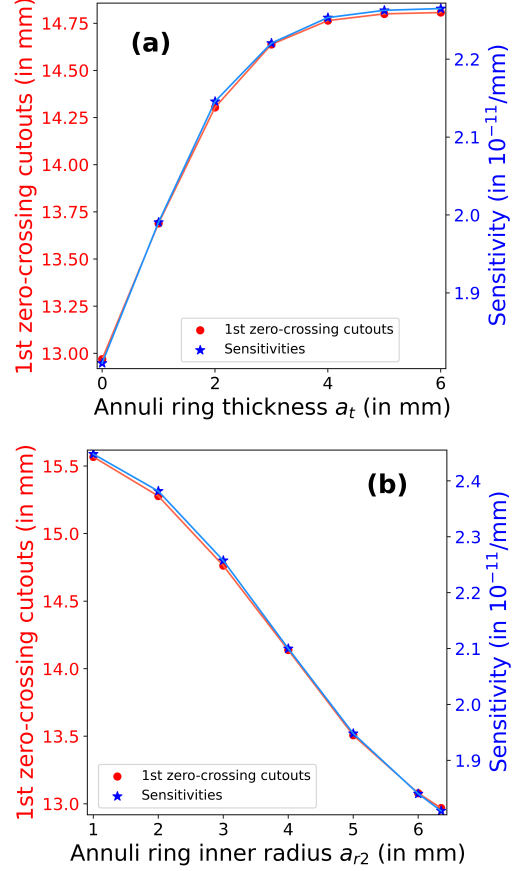 (a)
1st zero-crossing cutouts (in mm)
14.75
14.50
14.25
14.00
13.75
13.50
13.25
13.00
2.2
2.1
2.0
1.9
Sensitivity (in 10⁻¹¹/mm)
1st zero-crossing cutouts
Sensitivities
0 2 4 6
Annuli ring thickness aₜ (in mm)
(b)
1st zero-crossing cutouts (in mm)
15.5
15.0
14.5
14.0
13.5
13.0
2.4
2.3
2.2
2.1
2.0
1.9
Sensitivity (in 10⁻¹¹/mm)
1st zero-crossing cutouts
Sensitivities
1 2 3 4 5 6
Annuli ring inner radius aᵣ₂ (in mm)